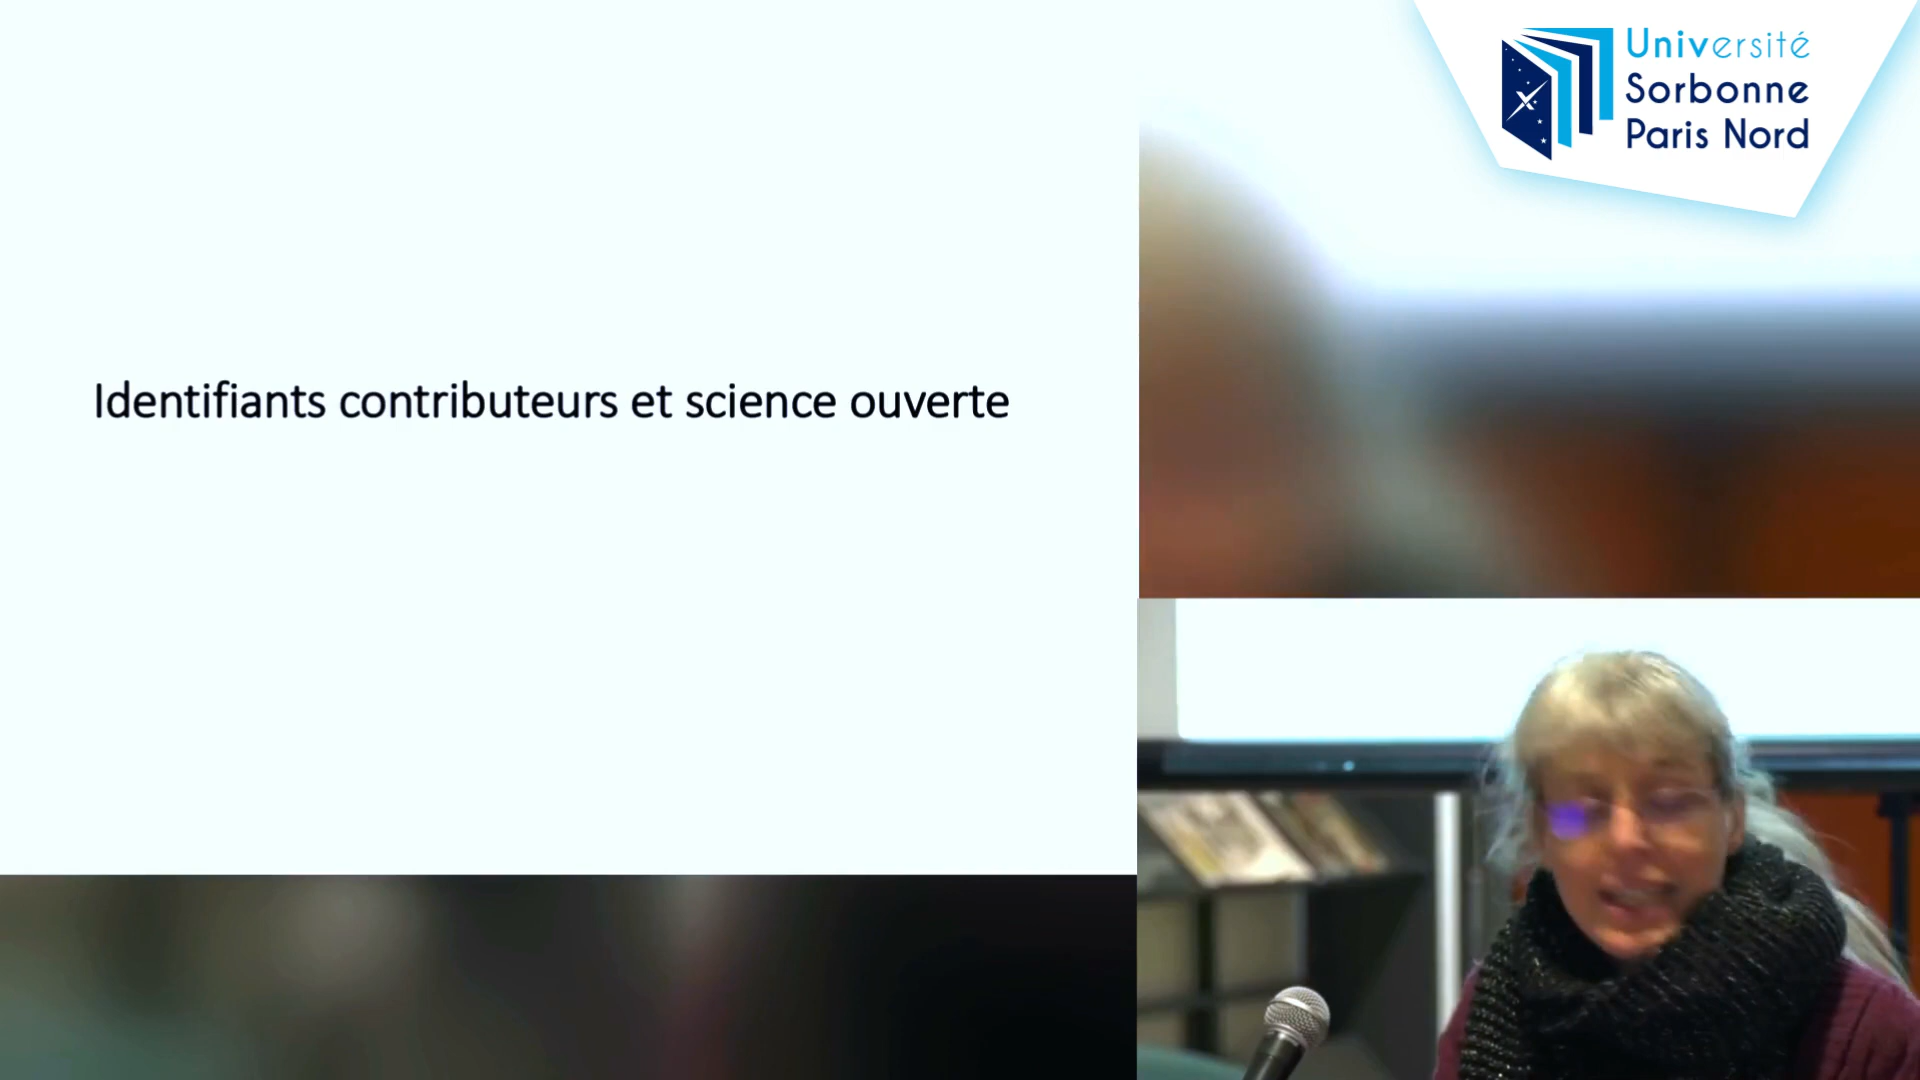 Identifiants contributeurs et science ouverte
Université
Sorbonne
Paris Nord